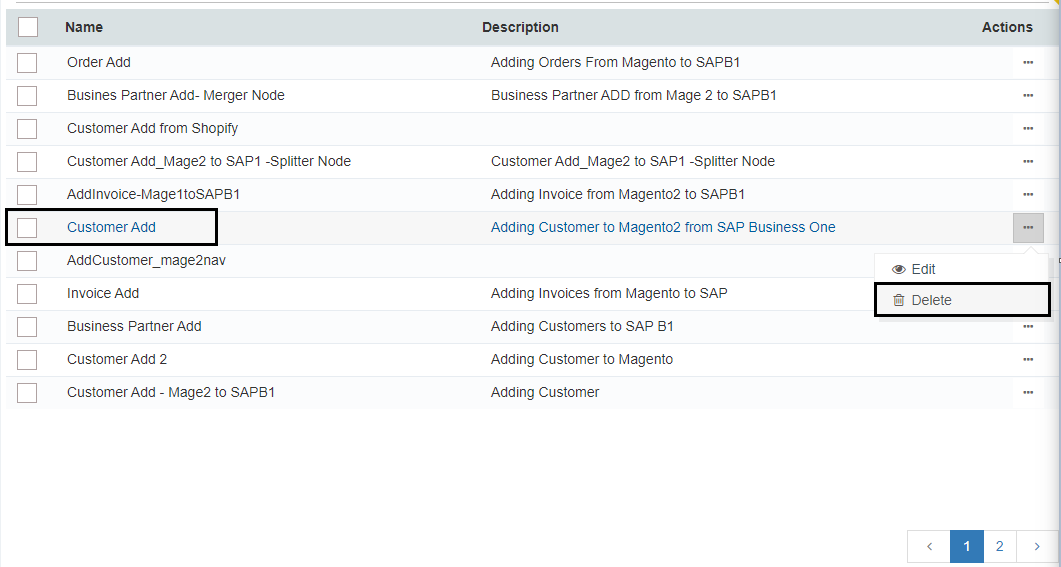 Name Description Actions
Order Add Adding Orders From Magento to SAPB1
Busines Partner Add- Merger Node Business Partner ADD from Mage 2 to SAPB1
Customer Add from Shopify
Customer Add_Mage2 to SAP1 -Splitter Node Customer Add_Mage2 to SAP1 -Splitter Node
AddInvoice-Mage1toSAPB1 Adding Invoice from Magento2 to SAPB1
Customer Add Adding Customer to Magento2 from SAP Business One
AddCustomer_mage2nav
Edit
Invoice Add Adding Invoices from Magento to SAP
Delete
Business Partner Add Adding Customers to SAP B1
Customer Add 2 Adding Customer to Magento
Customer Add - Mage2 to SAPB1 Adding Customer
‹ 1 2 ›